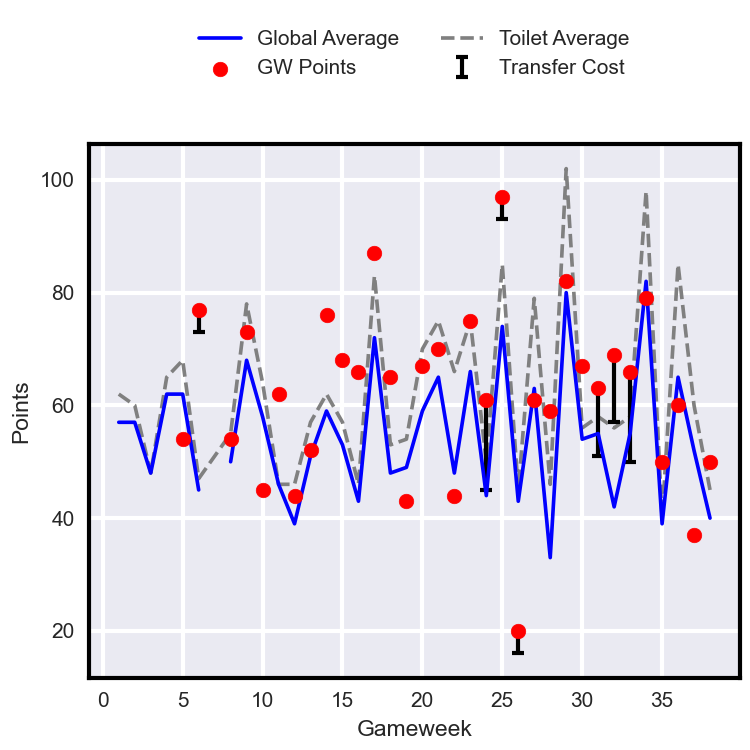 Global Average
Toilet Average
GW Points
Transfer Cost
100
80
60
40
20
Points
0 5 10 15 20 25 30 35
Gameweek